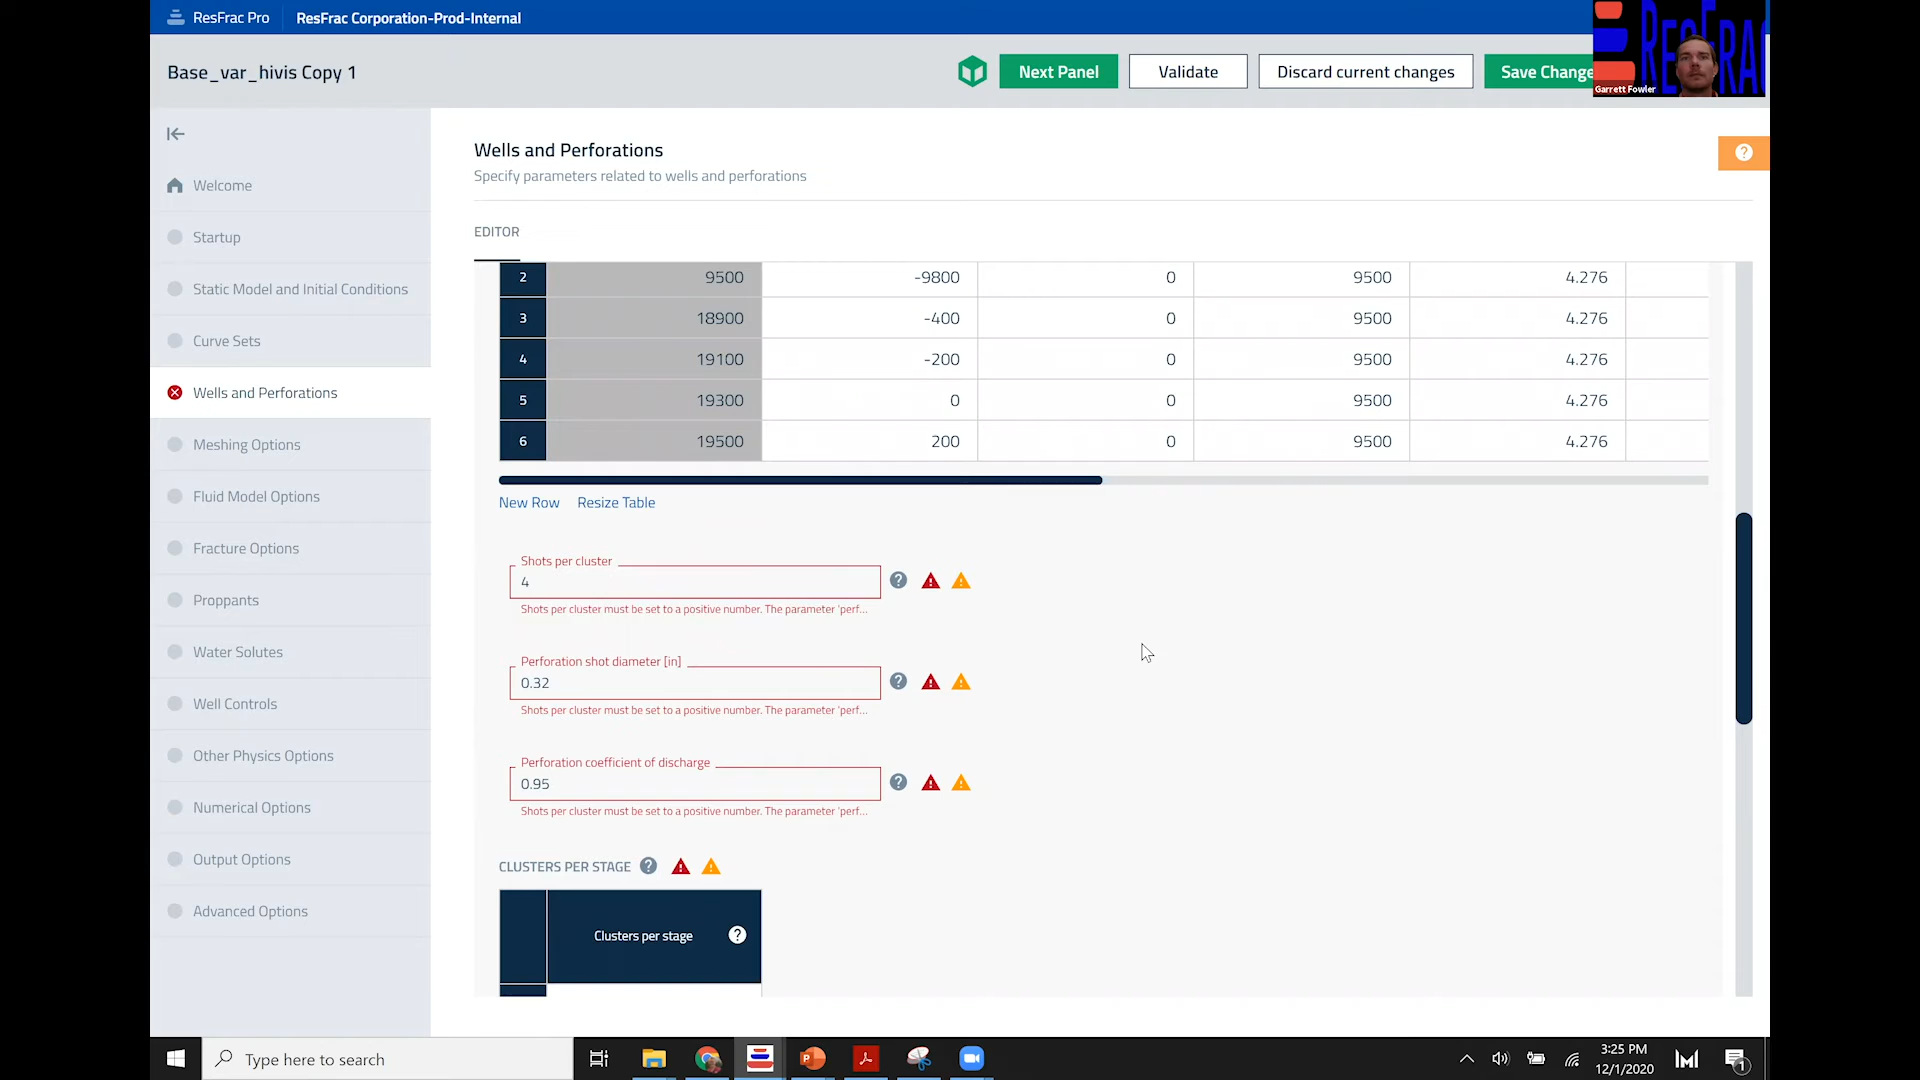 ResFrac Pro ResFrac Corporation-Prod-Internal
Base_var_hivis Copy 1
Next Panel Validate Discard current changes Save Change
RESFRAC
Garrett Fowler
Welcome
Startup
Static Model and Initial Conditions
Curve Sets
Wells and Perforations
Meshing Options
Fluid Model Options
Fracture Options
Proppants
Water Solutes
Well Controls
Other Physics Options
Numerical Options
Output Options
Advanced Options
Wells and Perforations
Specify parameters related to wells and perforations
EDITOR
2 9500 -9800 0 9500 4.276
3 18900 -400 0 9500 4.276
4 19100 -200 0 9500 4.276
5 19300 0 0 9500 4.276
6 19500 200 0 9500 4.276
New Row Resize Table
Shots per cluster
4
Shots per cluster must be set to a positive number. The parameter 'perf...
Perforation shot diameter [in]
0.32
Shots per cluster must be set to a positive number. The parameter 'perf...
Perforation coefficient of discharge
0.95
Shots per cluster must be set to a positive number. The parameter 'perf...
CLUSTERS PER STAGE
Clusters per stage
Type here to search
3:25 PM
12/1/2020
1